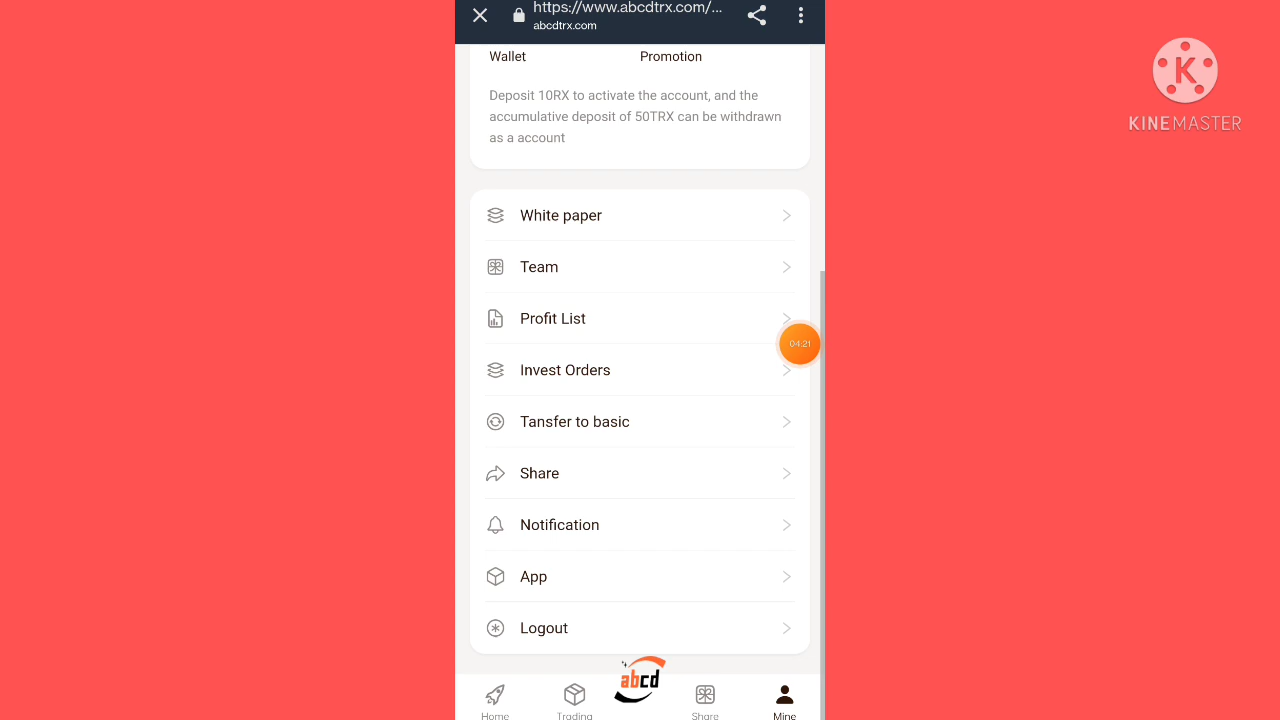 https://www.abcdtrx.com/...
abcdtrx.com
Wallet
Promotion
Deposit 10RX to activate the account, and the
accumulative deposit of 50TRX can be withdrawn
as a account
White paper
Team
Profit List
04:21
Invest Orders
Tansfer to basic
Share
Notification
App
Logout
abcd
Home
Trading
Share
Mine
K
KINEMASTER